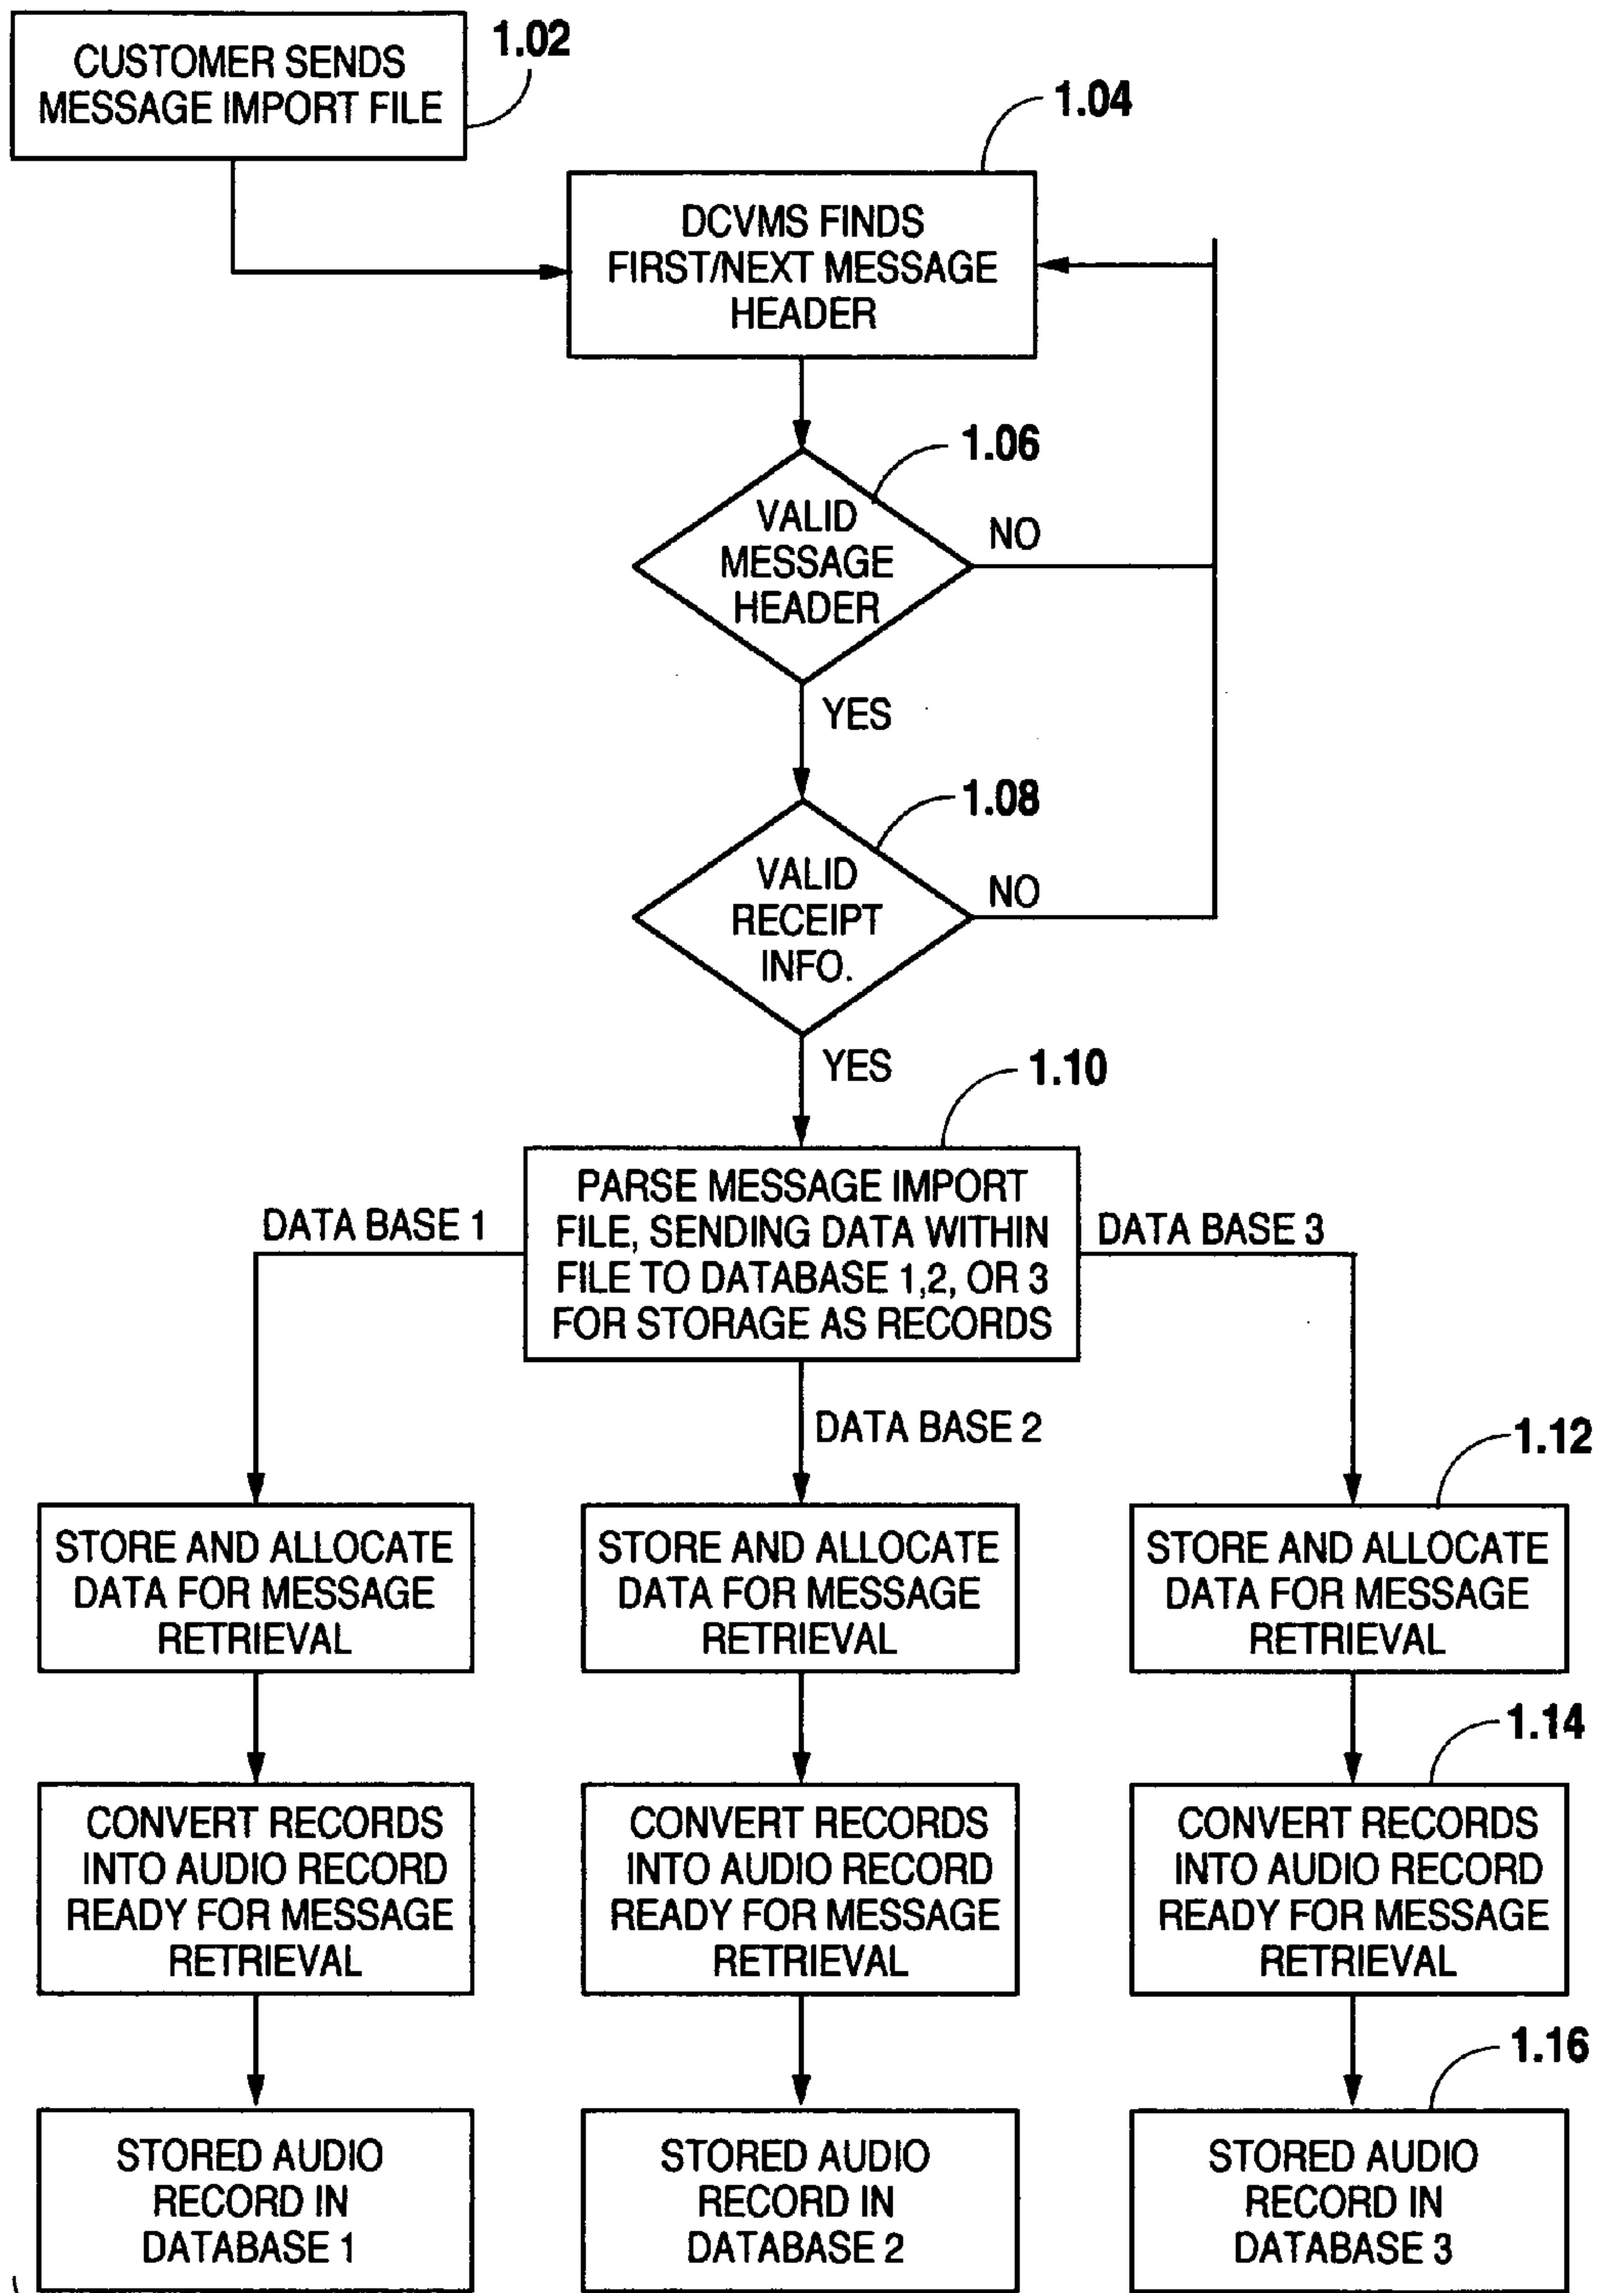 CUSTOMER SENDS
MESSAGE IMPORT FILE
1.02
1.04
DCVMS FINDS
FIRST/NEXT MESSAGE
HEADER
1.06
VALID
MESSAGE
HEADER
NO
YES
1.08
VALID
RECEIPT
INFO.
NO
YES
1.10
PARSE MESSAGE IMPORT
FILE, SENDING DATA WITHIN
FILE TO DATABASE 1,2, OR 3
FOR STORAGE AS RECORDS
DATA BASE 1
DATA BASE 3
DATA BASE 2
1.12
STORE AND ALLOCATE
DATA FOR MESSAGE
RETRIEVAL
STORE AND ALLOCATE
DATA FOR MESSAGE
RETRIEVAL
STORE AND ALLOCATE
DATA FOR MESSAGE
RETRIEVAL
1.14
CONVERT RECORDS
INTO AUDIO RECORD
READY FOR MESSAGE
RETRIEVAL
CONVERT RECORDS
INTO AUDIO RECORD
READY FOR MESSAGE
RETRIEVAL
CONVERT RECORDS
INTO AUDIO RECORD
READY FOR MESSAGE
RETRIEVAL
1.16
STORED AUDIO
RECORD IN
DATABASE 1
STORED AUDIO
RECORD IN
DATABASE 2
STORED AUDIO
RECORD IN
DATABASE 3